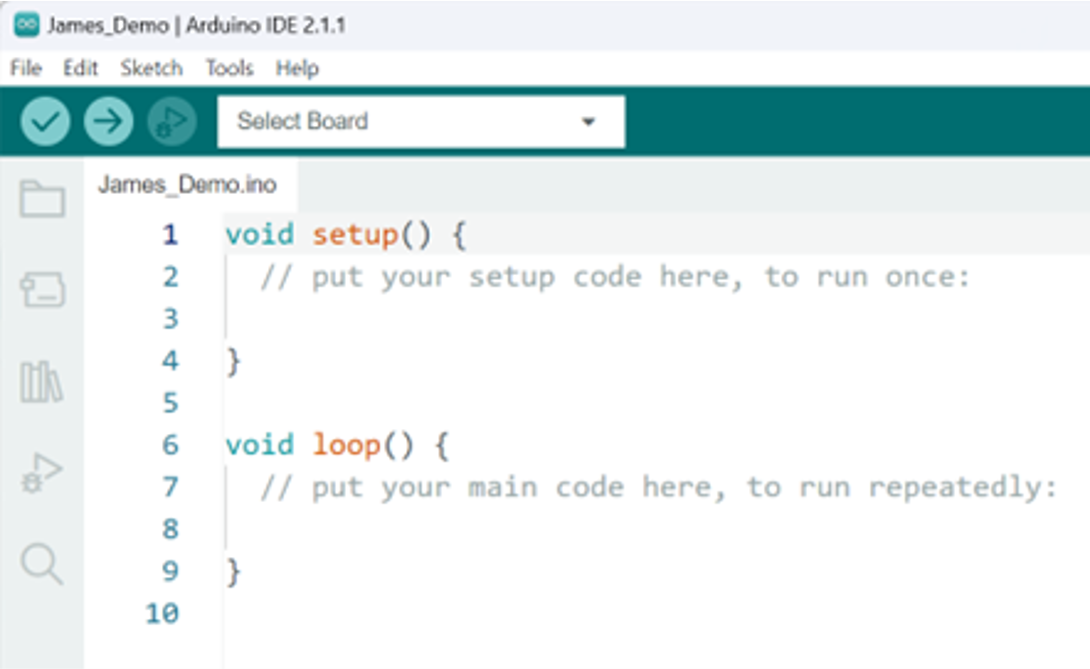 James_Demo | Arduino IDE 2.1.1
File Edit Sketch Tools Help
Select Board
James_Demo.ino
1 void setup() {
2 // put your setup code here, to run once:
3
4 }
5
6 void loop() {
7 // put your main code here, to run repeatedly:
8
9 }
10